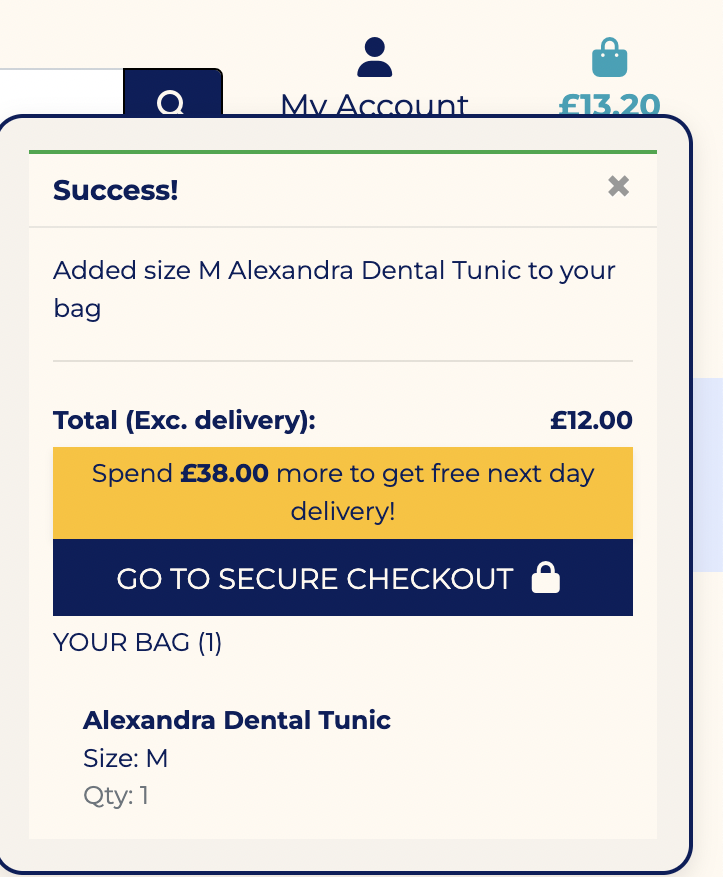 My Account
£13.20
Success!
Added size M Alexandra Dental Tunic to your
bag
Total (Exc. delivery): £12.00
Spend £38.00 more to get free next day
delivery!
GO TO SECURE CHECKOUT
YOUR BAG (1)
Alexandra Dental Tunic
Size: M
Qty: 1